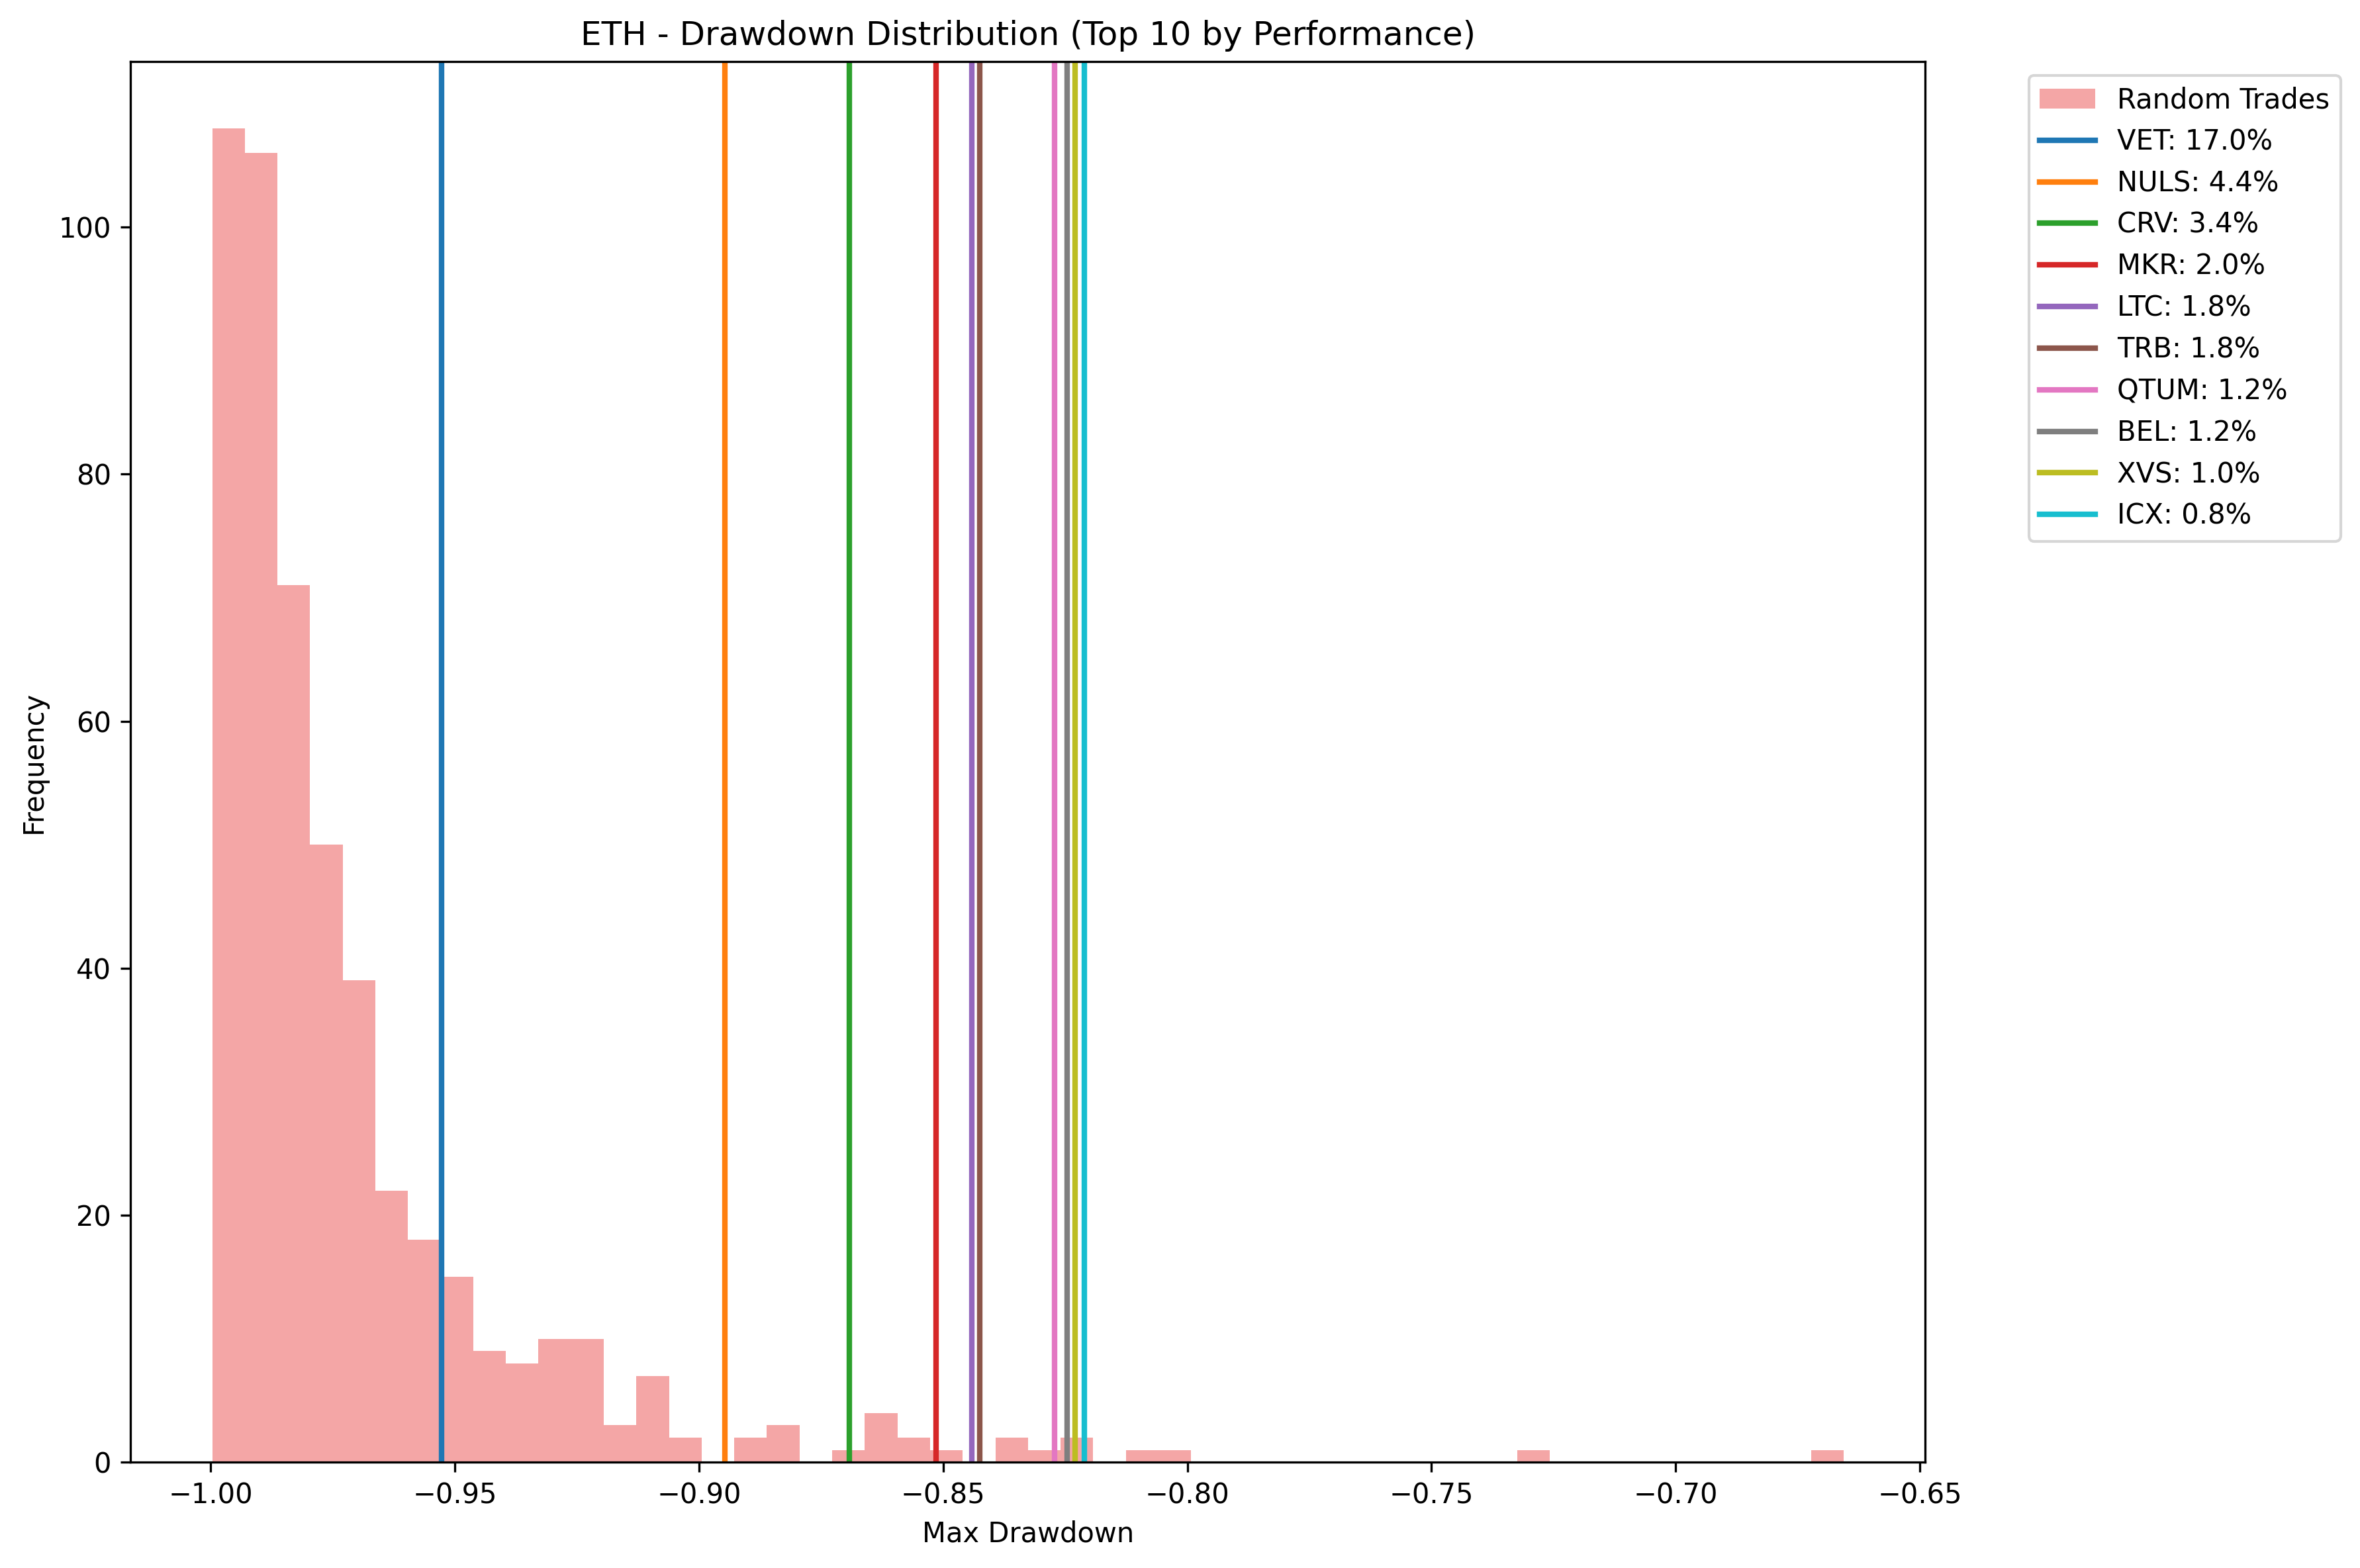 ETH - Drawdown Distribution (Top 10 by Performance)
Random Trades
VET: 17.0%
NULS: 4.4%
CRV: 3.4%
MKR: 2.0%
LTC: 1.8%
TRB: 1.8%
QTUM: 1.2%
BEL: 1.2%
XVS: 1.0%
ICX: 0.8%
Frequency
100
80
60
40
20
0
−1.00 −0.95 −0.90 −0.85 −0.80 −0.75 −0.70 −0.65
Max Drawdown